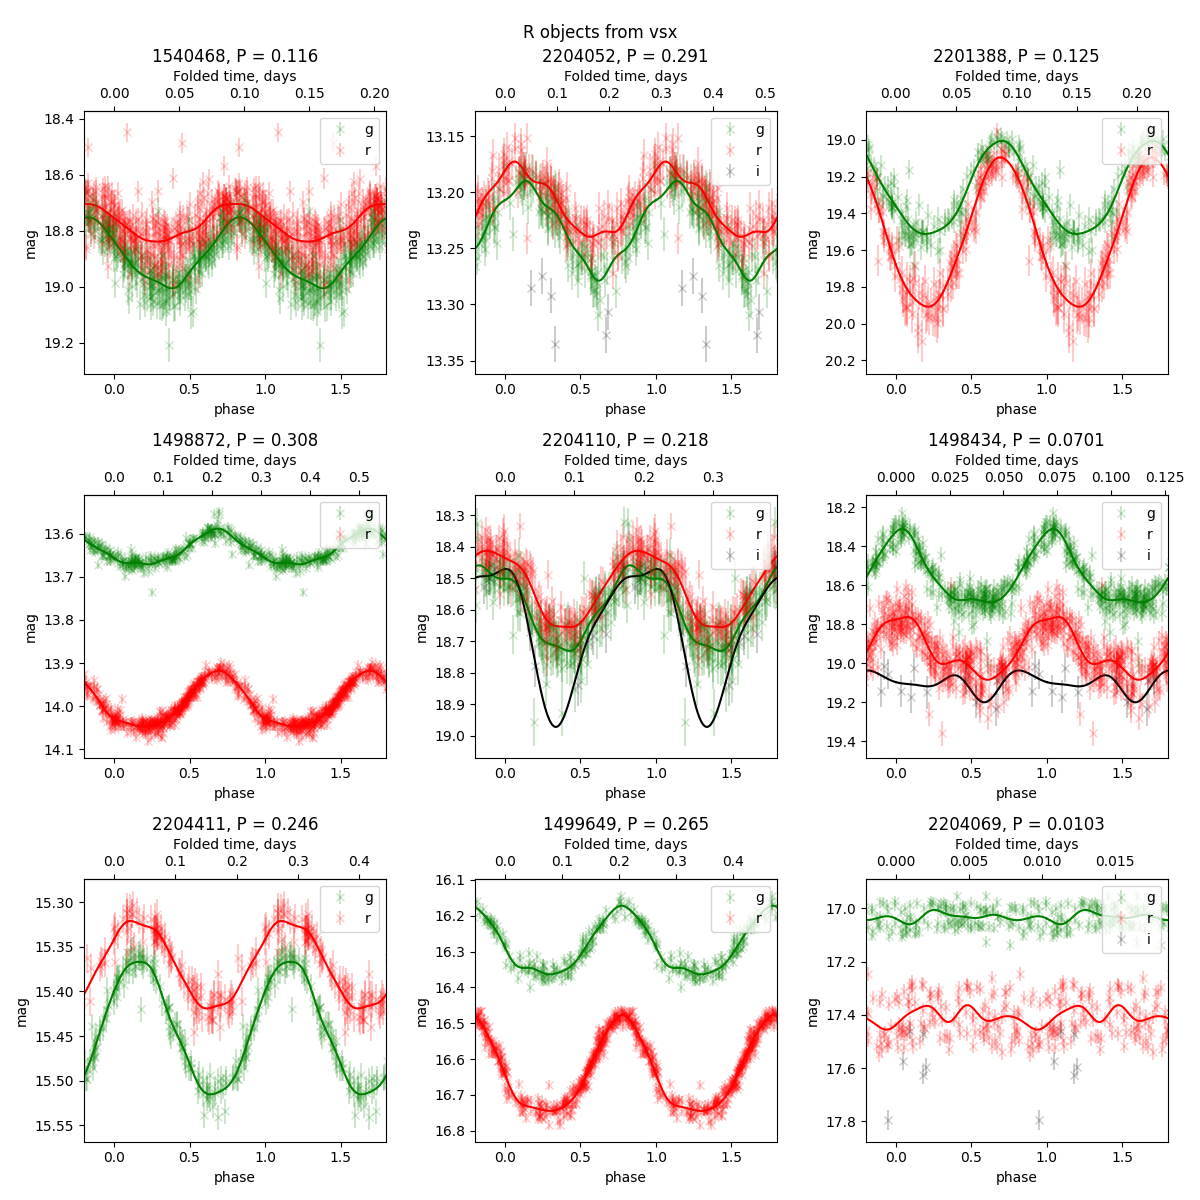 R objects from vsx
1540468, P = 0.116
Folded time, days
0.00 0.05 0.10 0.15 0.20
18.4
18.6
18.8
19.0
19.2
mag
g
r
0.0 0.5 1.0 1.5
phase
2204052, P = 0.291
Folded time, days
0.0 0.1 0.2 0.3 0.4 0.5
13.15
13.20
13.25
13.30
13.35
mag
g
r
i
0.0 0.5 1.0 1.5
phase
2201388, P = 0.125
Folded time, days
0.00 0.05 0.10 0.15 0.20
19.0
19.2
19.4
19.6
19.8
20.0
20.2
mag
g
r
0.0 0.5 1.0 1.5
phase
1498872, P = 0.308
Folded time, days
0.0 0.1 0.2 0.3 0.4 0.5
13.6
13.7
13.8
13.9
14.0
14.1
mag
g
r
0.0 0.5 1.0 1.5
phase
2204110, P = 0.218
Folded time, days
0.0 0.1 0.2 0.3
18.3
18.4
18.5
18.6
18.7
18.8
18.9
19.0
mag
g
r
i
0.0 0.5 1.0 1.5
phase
1498434, P = 0.0701
Folded time, days
0.000 0.025 0.050 0.075 0.100 0.125
18.2
18.4
18.6
18.8
19.0
19.2
19.4
mag
g
r
i
0.0 0.5 1.0 1.5
phase
2204411, P = 0.246
Folded time, days
0.0 0.1 0.2 0.3 0.4
15.30
15.35
15.40
15.45
15.50
15.55
mag
g
r
0.0 0.5 1.0 1.5
phase
1499649, P = 0.265
Folded time, days
0.0 0.1 0.2 0.3 0.4
16.1
16.2
16.3
16.4
16.5
16.6
16.7
16.8
mag
g
r
0.0 0.5 1.0 1.5
phase
2204069, P = 0.0103
Folded time, days
0.000 0.005 0.010 0.015
17.0
17.2
17.4
17.6
17.8
mag
g
r
i
0.0 0.5 1.0 1.5
phase